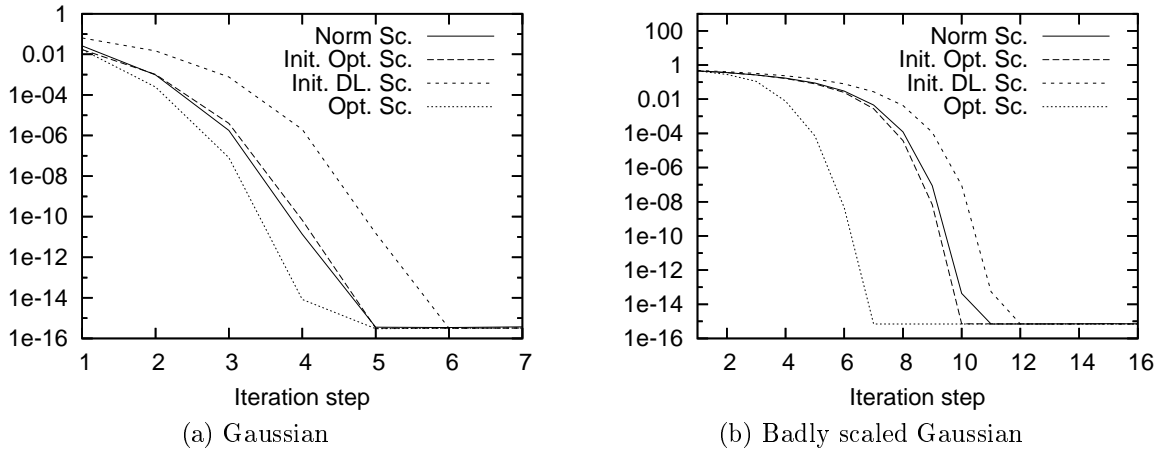 1
0.01
1e-04
1e-06
1e-08
1e-10
1e-12
1e-14
1e-16
1 2 3 4 5 6 7
Norm Sc.
Init. Opt. Sc.
Init. DL. Sc.
Opt. Sc.
Iteration step
(a) Gaussian
100
1
0.01
1e-04
1e-06
1e-08
1e-10
1e-12
1e-14
1e-16
2 4 6 8 10 12 14 16
Norm Sc.
Init. Opt. Sc.
Init. DL. Sc.
Opt. Sc.
Iteration step
(b) Badly scaled Gaussian